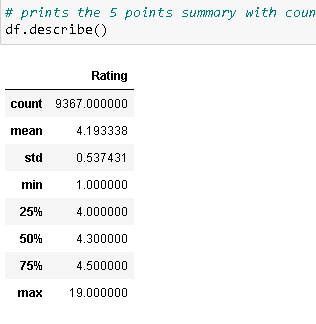 # prints the 5 points summary with coun
df.describe()
Rating
count 9367.000000
mean 4.193338
std 0.537431
min 1.000000
25% 4.000000
50% 4.300000
75% 4.500000
max 19.000000